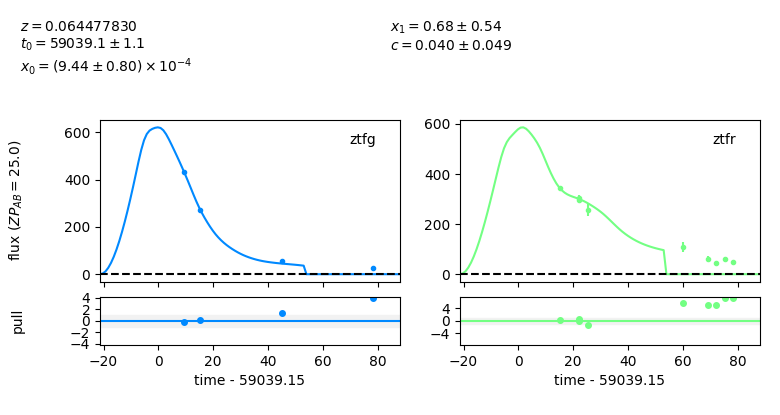 z = 0.064477830
t₀ = 59039.1 ± 1.1
x₀ = (9.44 ± 0.80) × 10⁻⁴
x₁ = 0.68 ± 0.54
c = 0.040 ± 0.049
flux (ZP_AB = 25.0)
600
400
200
0
ztfg
600
400
200
0
ztfr
pull
4
2
0
−2
−4
−20 0 20 40 60 80
time - 59039.15
4
0
−4
−20 0 20 40 60 80
time - 59039.15